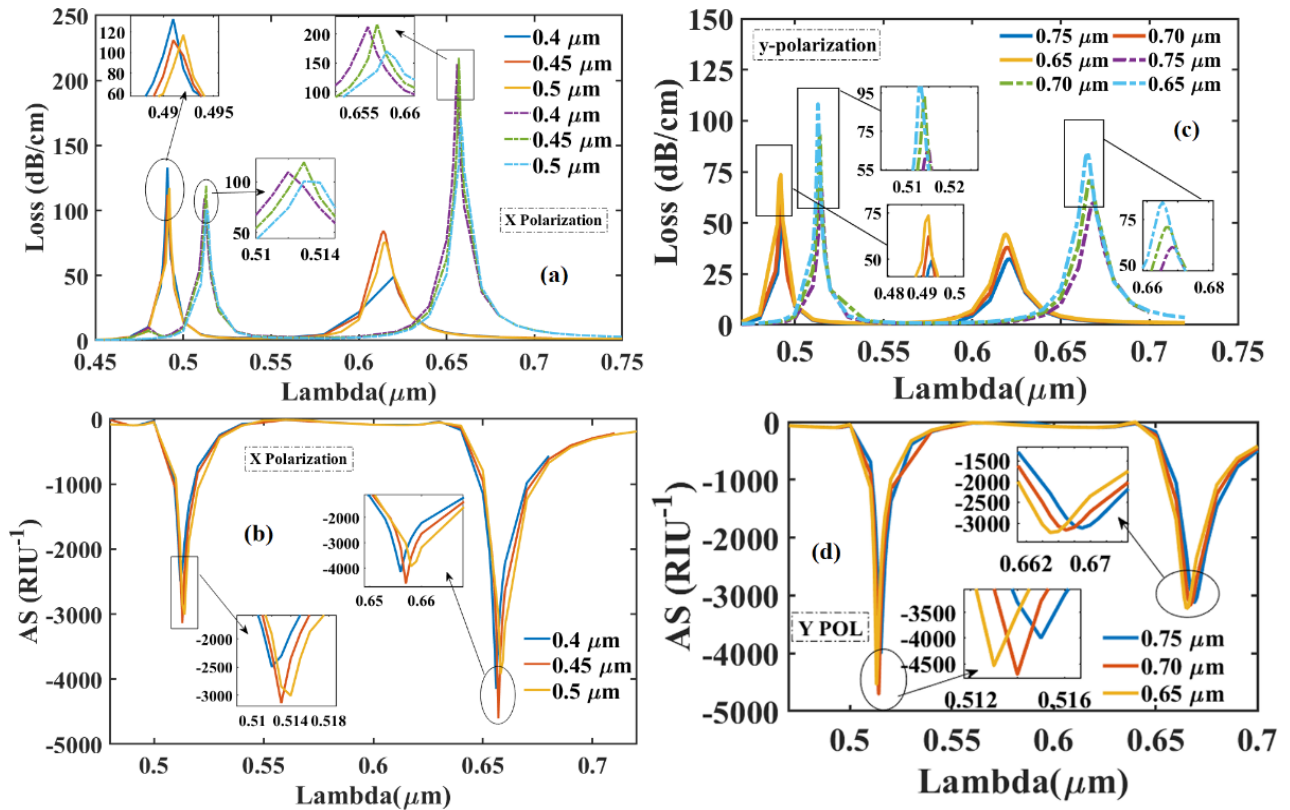 250
200
150
100
50
0
Loss (dB/cm)
0.45
0.5
0.55
0.6
0.65
0.7
0.75
Lambda(μm)
120
100
80
60
0.49
0.495
200
150
100
0.655
0.66
100
50
0.51
0.514
0.4 μm
0.45 μm
0.5 μm
0.4 μm
0.45 μm
0.5 μm
X Polarization
(a)
150
125
100
75
50
25
0
Loss (dB/cm)
0.5
0.55
0.6
0.65
0.7
0.75
Lambda(μm)
y-polarization
0.75 μm 0.70 μm
0.65 μm 0.75 μm
0.70 μm 0.65 μm
(c)
95
75
55
0.51 0.52
75
50
0.48 0.49 0.5
75
50
0.66 0.68
0
-1000
-2000
-3000
-4000
-5000
AS (RIU⁻¹)
0.5
0.55
0.6
0.65
0.7
Lambda(μm)
X Polarization
(b)
-2000
-3000
-4000
0.65 0.66
-2000
-2500
-3000
0.51 0.514 0.518
0.4 μm
0.45 μm
0.5 μm
0
-1000
-2000
-3000
-4000
-5000
AS (RIU⁻¹)
0.5
0.55
0.6
0.65
0.7
Lambda(μm)
-1500
-2000
-2500
-3000
0.662 0.67
(d)
Y POL
-3500
-4000
-4500
0.512 0.516
0.75 μm
0.70 μm
0.65 μm